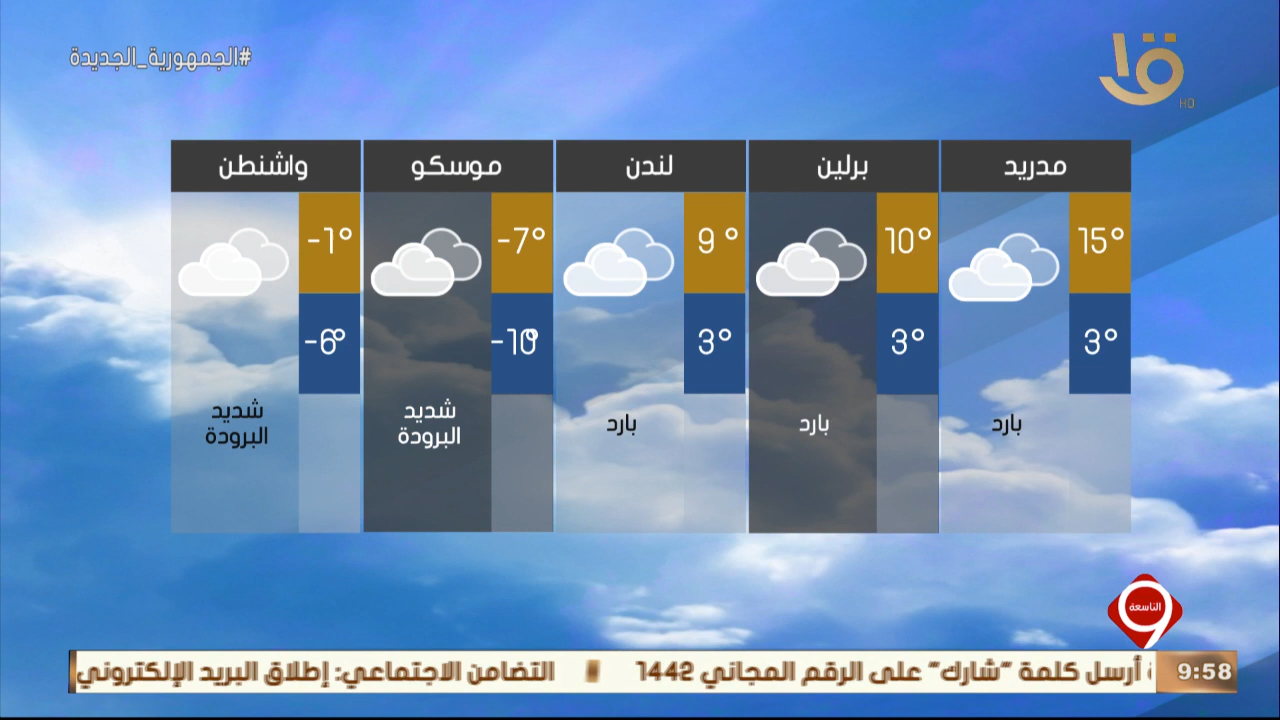 #الجمهورية_الجديدة
HD
مدريد
15°
3°
بارد
برلين
10°
3°
بارد
لندن
9°
3°
بارد
موسكو
-7°
-10°
شديد
البرودة
واشنطن
-1°
-6°
شديد
البرودة
التاسعة
9
9:58
أرسل كلمة "شارك" على الرقم المجاني 1442
التضامن الاجتماعي: إطلاق البريد الإلكتروني